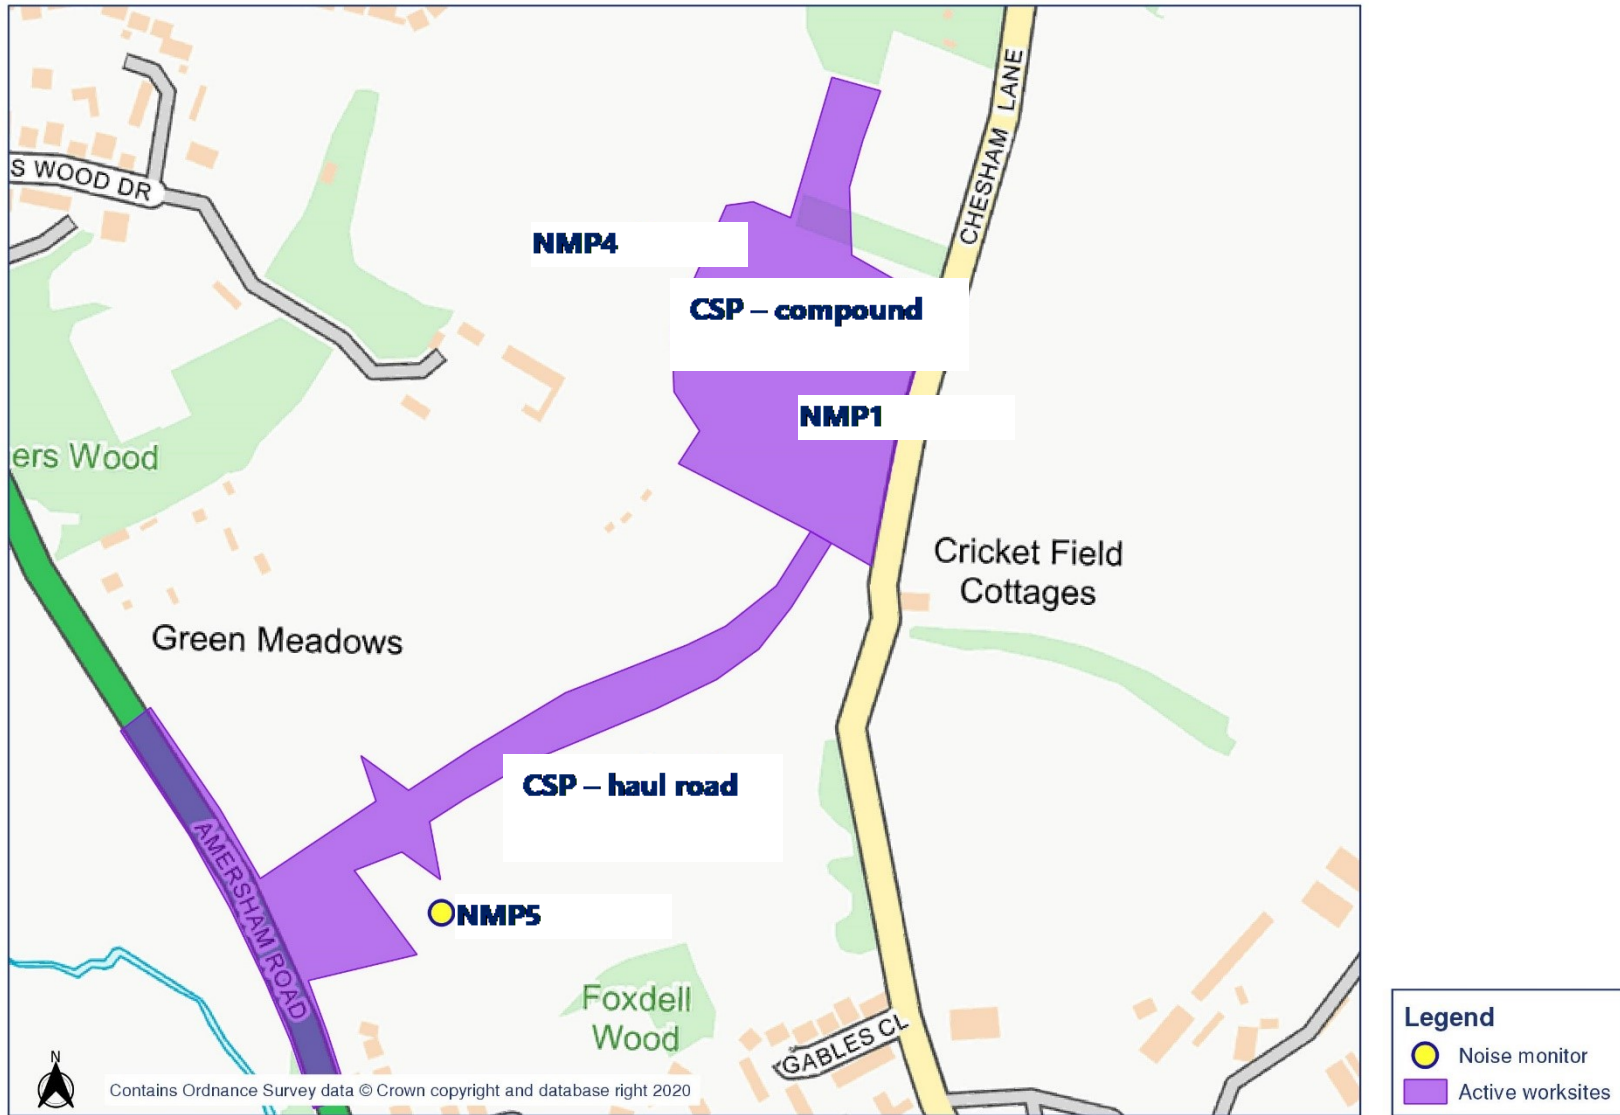 CHESHAM LANE
S WOOD DR
NMP4
CSP – compound
NMP1
ers Wood
Cricket Field
Cottages
Green Meadows
CSP – haul road
AMERSHAM ROAD
NMP5
Foxdell
Wood
GABLES CL
N
Contains Ordnance Survey data © Crown copyright and database right 2020
Legend
Noise monitor
Active worksites